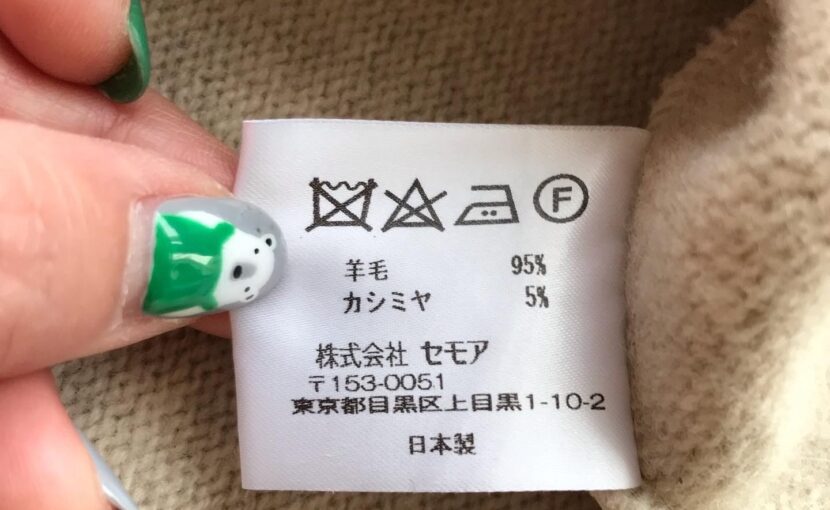 F
羊毛 95%
カシミヤ 5%
株式会社 セモア
〒153-0051
東京都目黒区上目黒1-10-2
日本製